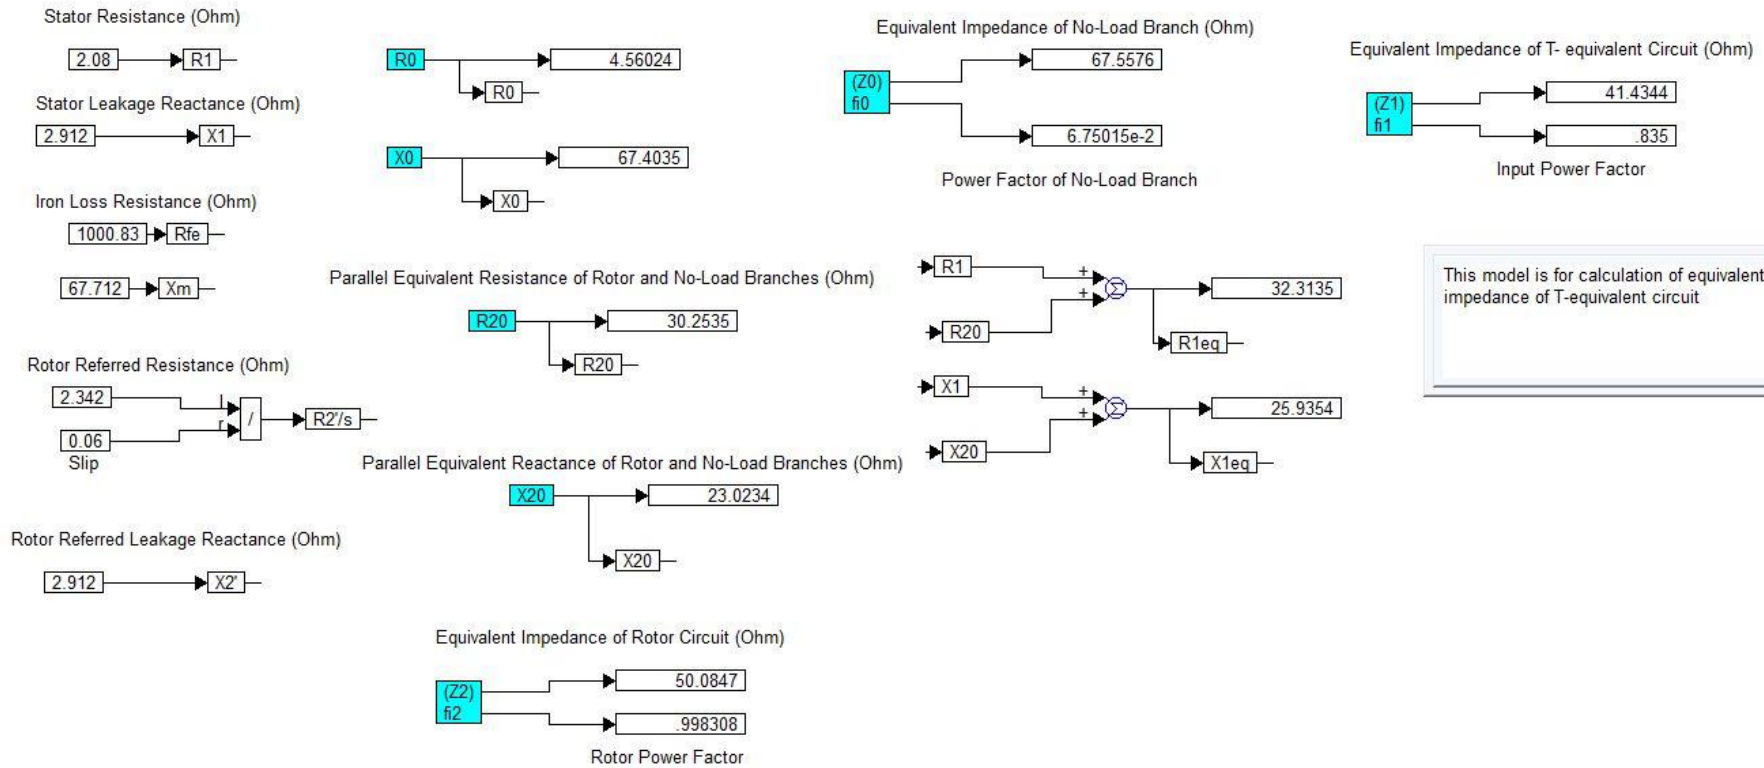 Stator Resistance (Ohm)
2.08
R1
Stator Leakage Reactance (Ohm)
2.912
X1
Iron Loss Resistance (Ohm)
1000.83
Rfe
67.712
Xm
Rotor Referred Resistance (Ohm)
2.342
l
r
/
R2'/s
0.06
Slip
Rotor Referred Leakage Reactance (Ohm)
2.912
X2'
R0
4.56024
R0
X0
67.4035
X0
Parallel Equivalent Resistance of Rotor and No-Load Branches (Ohm)
R20
30.2535
R20
Parallel Equivalent Reactance of Rotor and No-Load Branches (Ohm)
X20
23.0234
X20
Equivalent Impedance of Rotor Circuit (Ohm)
(Z2)
fi2
50.0847
.998308
Rotor Power Factor
Equivalent Impedance of No-Load Branch (Ohm)
(Z0)
fi0
67.5576
6.75015e-2
Power Factor of No-Load Branch
R1
+
+
Σ
32.3135
R20
R1eq
X1
+
+
Σ
25.9354
X20
X1eq
Equivalent Impedance of T- equivalent Circuit (Ohm)
(Z1)
fi1
41.4344
.835
Input Power Factor
This model is for calculation of equivalent
impedance of T-equivalent circuit